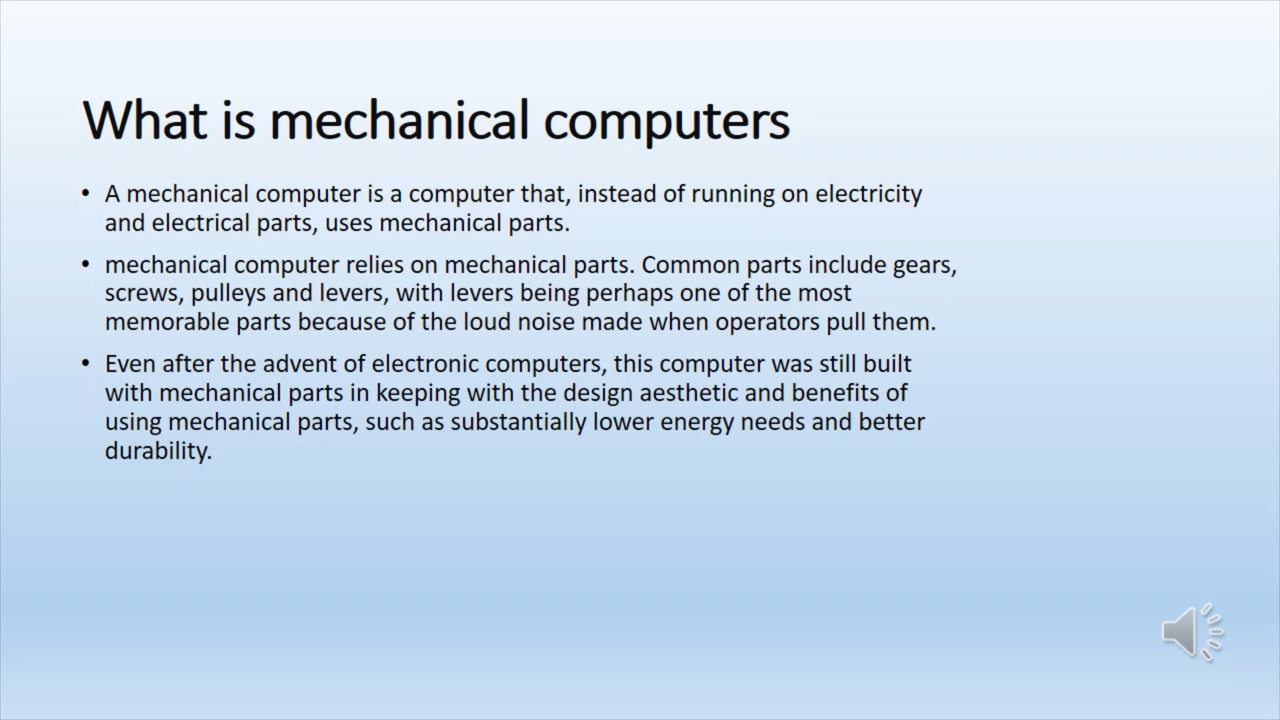 What is mechanical computers
• A mechanical computer is a computer that, instead of running on electricity
and electrical parts, uses mechanical parts.
• mechanical computer relies on mechanical parts. Common parts include gears,
screws, pulleys and levers, with levers being perhaps one of the most
memorable parts because of the loud noise made when operators pull them.
• Even after the advent of electronic computers, this computer was still built
with mechanical parts in keeping with the design aesthetic and benefits of
using mechanical parts, such as substantially lower energy needs and better
durability.